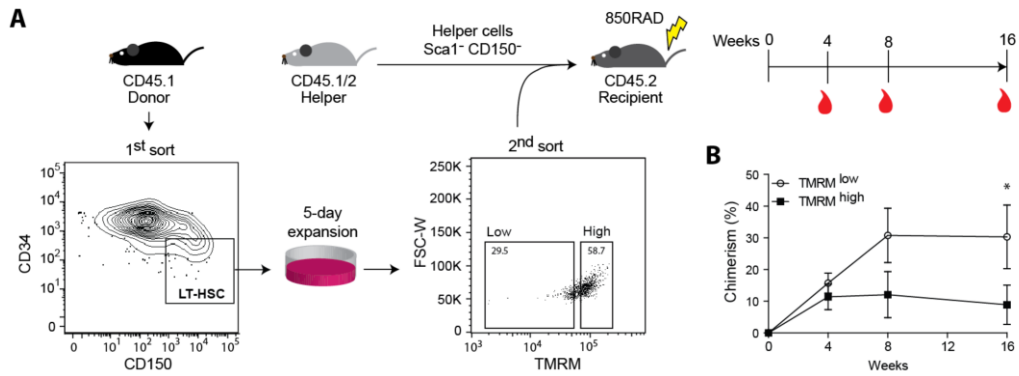 A
CD45.1
Donor
CD45.1/2
Helper
Helper cells
Sca1⁻ CD150⁻
850RAD
CD45.2
Recipient
Weeks 0 4 8 16
1st sort
10⁵
10⁴
10³
10²
10¹
0
CD34
LT-HSC
0 10¹ 10² 10³ 10⁴ 10⁵
CD150
5-day
expansion
2nd sort
250K
200K
150K
100K
50K
0
FSC-W
Low High
29.5 58.7
10³ 10⁴ 10⁵
TMRM
B
TMRM low
TMRM high
*
50
40
30
20
10
0
Chimerism (%)
0 4 8 12 16
Weeks